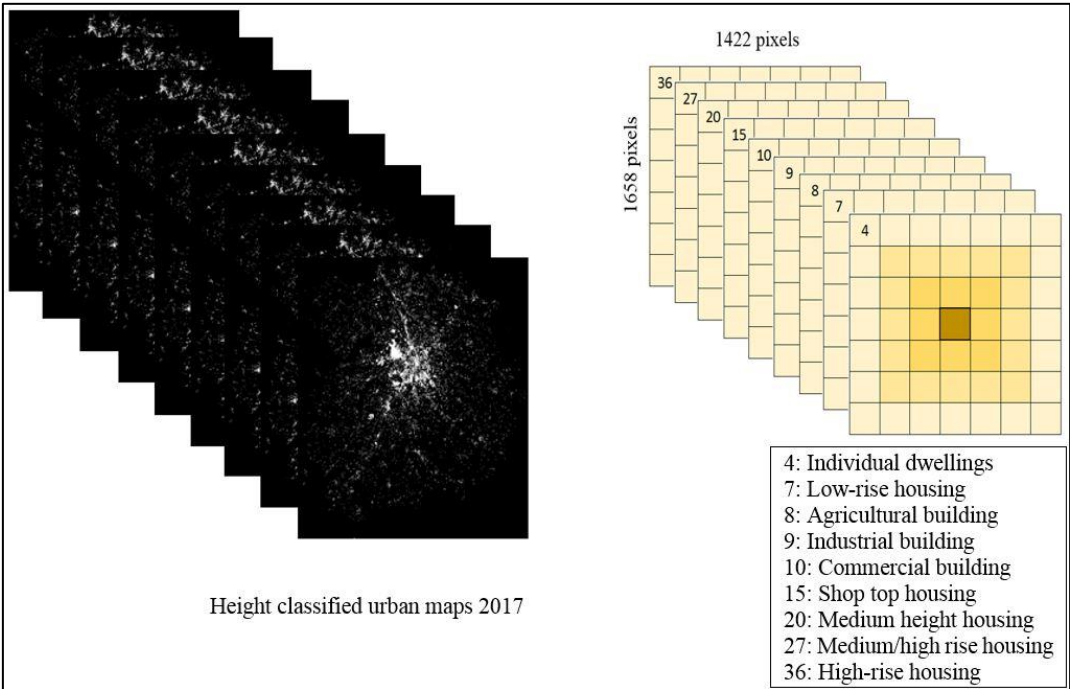 1422 pixels
1658 pixels
36
27
20
15
10
9
8
7
4
4: Individual dwellings
7: Low-rise housing
8: Agricultural building
9: Industrial building
10: Commercial building
15: Shop top housing
20: Medium height housing
27: Medium/high rise housing
36: High-rise housing
Height classified urban maps 2017